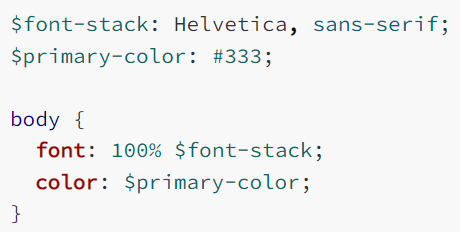 $font-stack: Helvetica, sans-serif;
$primary-color: #333;

body {
  font: 100% $font-stack;
  color: $primary-color;
}